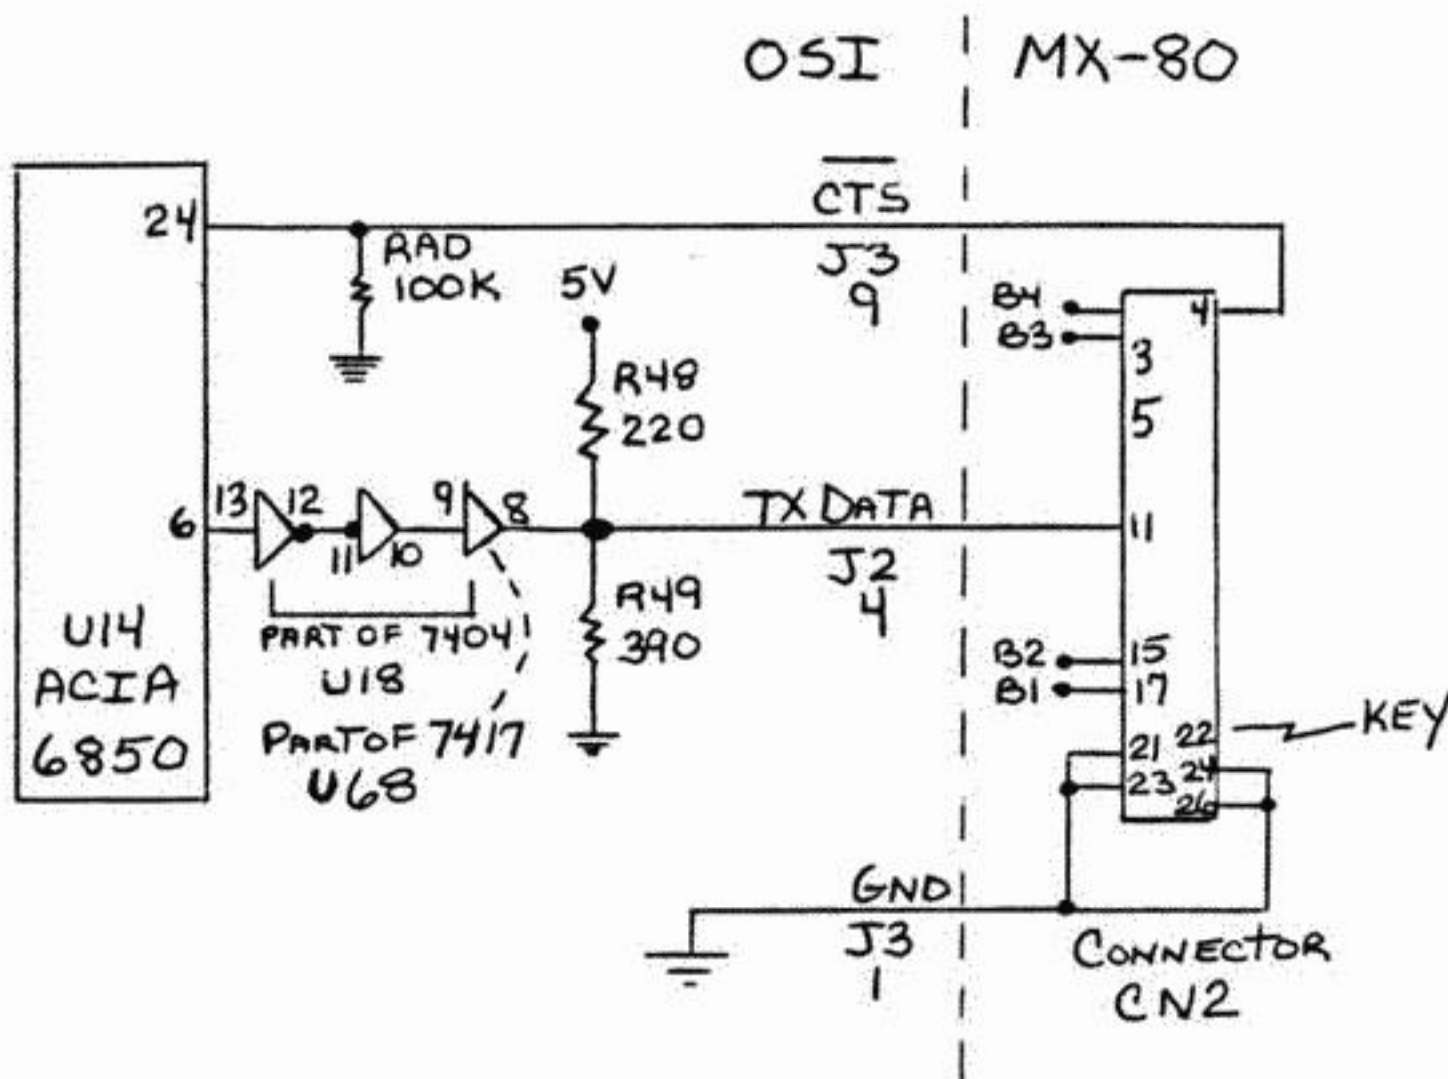 OSI
MX-80
CTS
J3
9
24
RAD
100K
5V
B4
B3
4
3
5
R48
220
13
12
11
10
9
8
6
TX DATA
J2
4
11
U14
ACIA
6850
PART OF 7404
U18
PART OF 7417
U68
R49
390
B2
B1
15
17
21
22
23
24
26
KEY
GND
J3
1
CONNECTOR
CN2